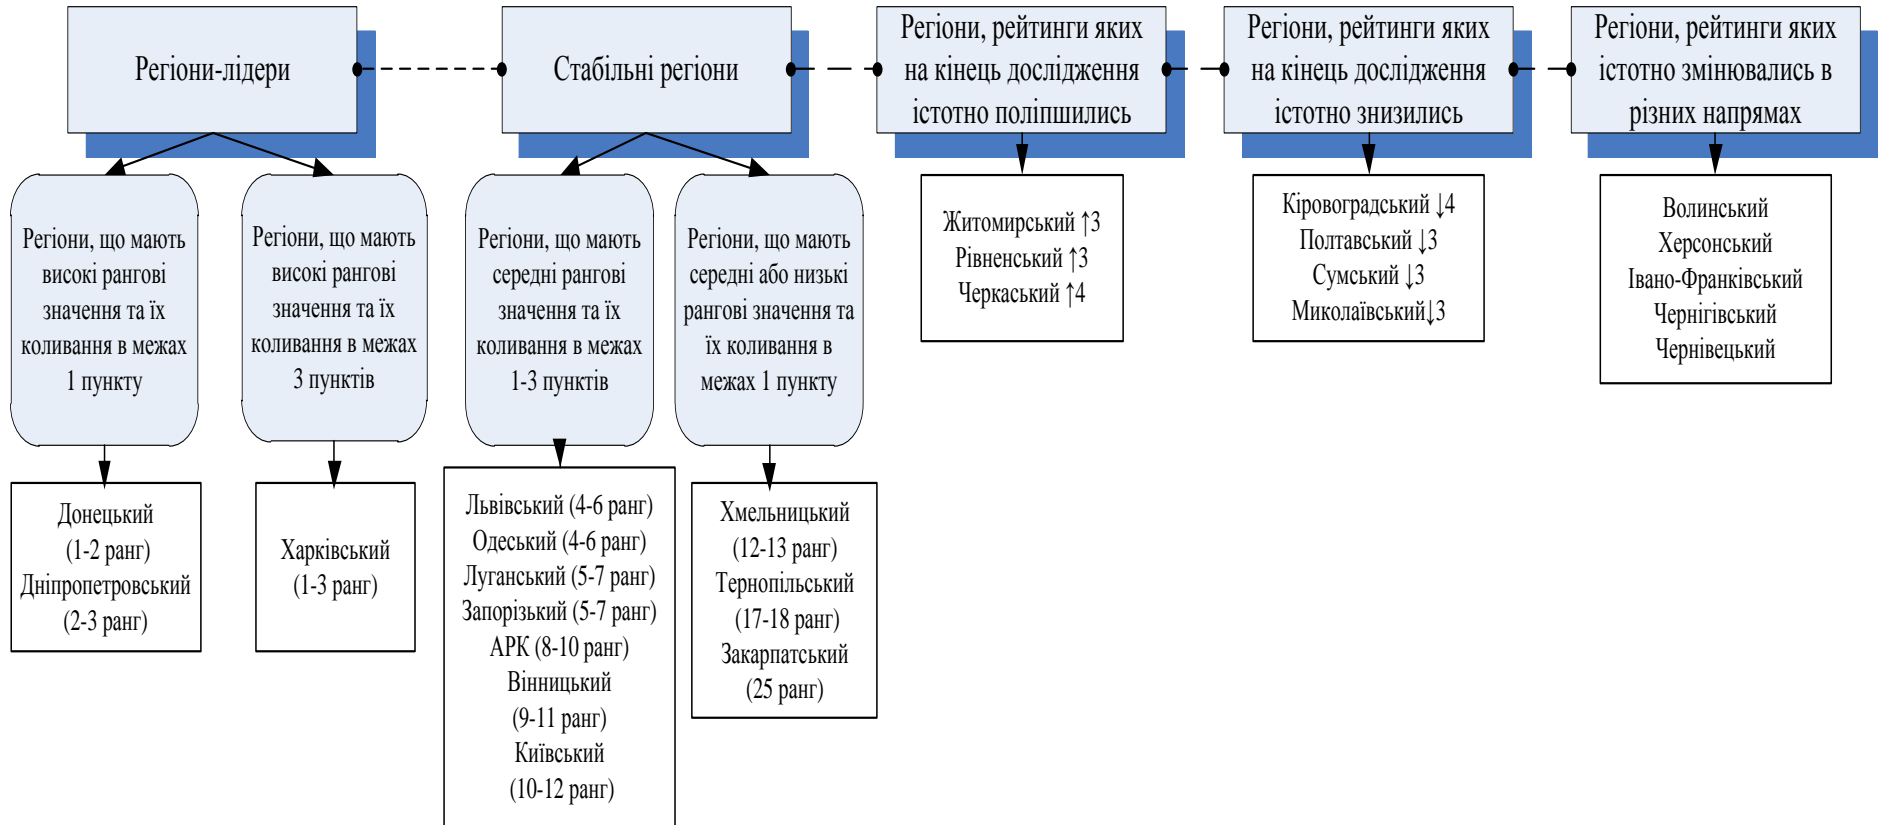 Регіони-лідери
Стабільні регіони
Регіони, рейтинги яких
на кінець дослідження
істотно поліпшились
Регіони, рейтинги яких
на кінець дослідження
істотно знизились
Регіони, рейтинги яких
істотно змінювались в
різних напрямах
Регіони, що мають
високі рангові
значення та їх
коливання в межах
1 пункту
Регіони, що мають
високі рангові
значення та їх
коливання в межах
3 пунктів
Регіони, що мають
середні рангові
значення та їх
коливання в межах
1-3 пунктів
Регіони, що мають
середні або низькі
рангові значення та
їх коливання в
межах 1 пункту
Житомирський ↑3
Рівненський ↑3
Черкаський ↑4
Кіровоградський ↓4
Полтавський ↓3
Сумський ↓3
Миколаївський↓3
Волинський
Херсонський
Івано-Франківський
Чернігівський
Чернівецький
Донецький
(1-2 ранг)
Дніпропетровський
(2-3 ранг)
Харківський
(1-3 ранг)
Львівський (4-6 ранг)
Одеський (4-6 ранг)
Луганський (5-7 ранг)
Запорізький (5-7 ранг)
АРК (8-10 ранг)
Вінницький
(9-11 ранг)
Київський
(10-12 ранг)
Хмельницький
(12-13 ранг)
Тернопільський
(17-18 ранг)
Закарпатський
(25 ранг)